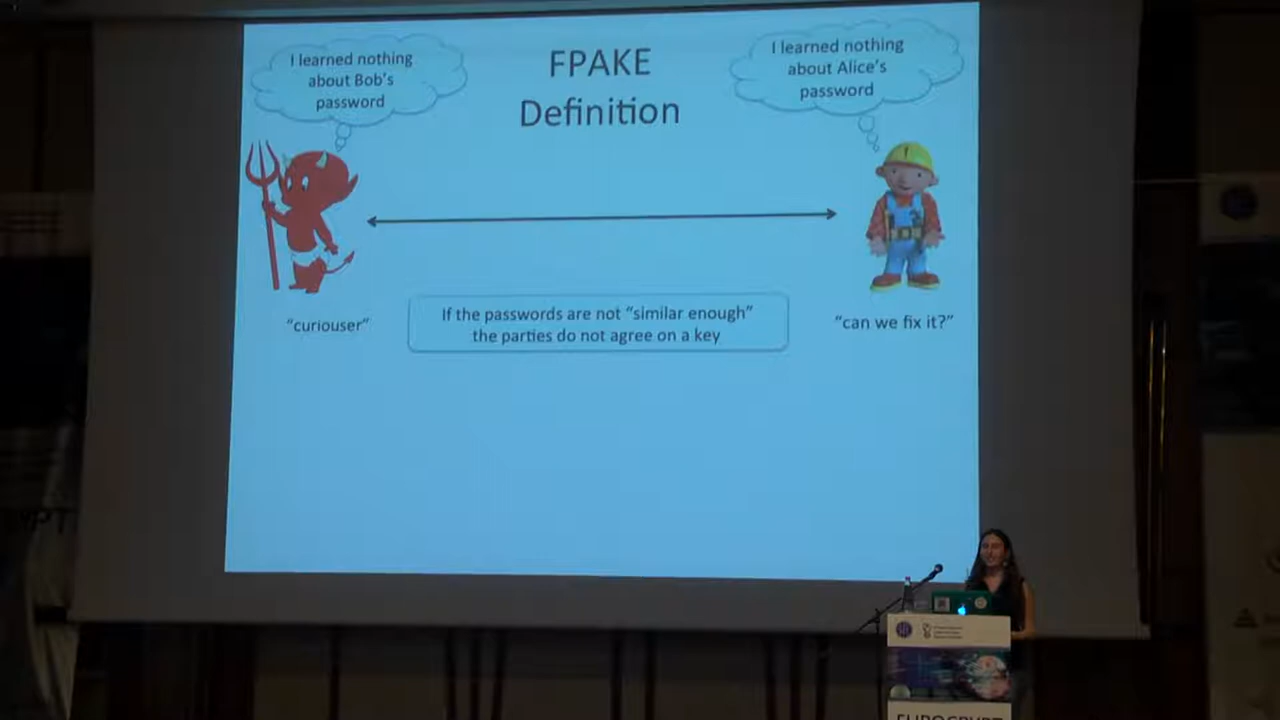 I learned nothing
about Bob's
password
FPAKE
Definition
I learned nothing
about Alice's
password
"curiouser"
If the passwords are not "similar enough"
the parties do not agree on a key
"can we fix it?"
EUROCRYPT